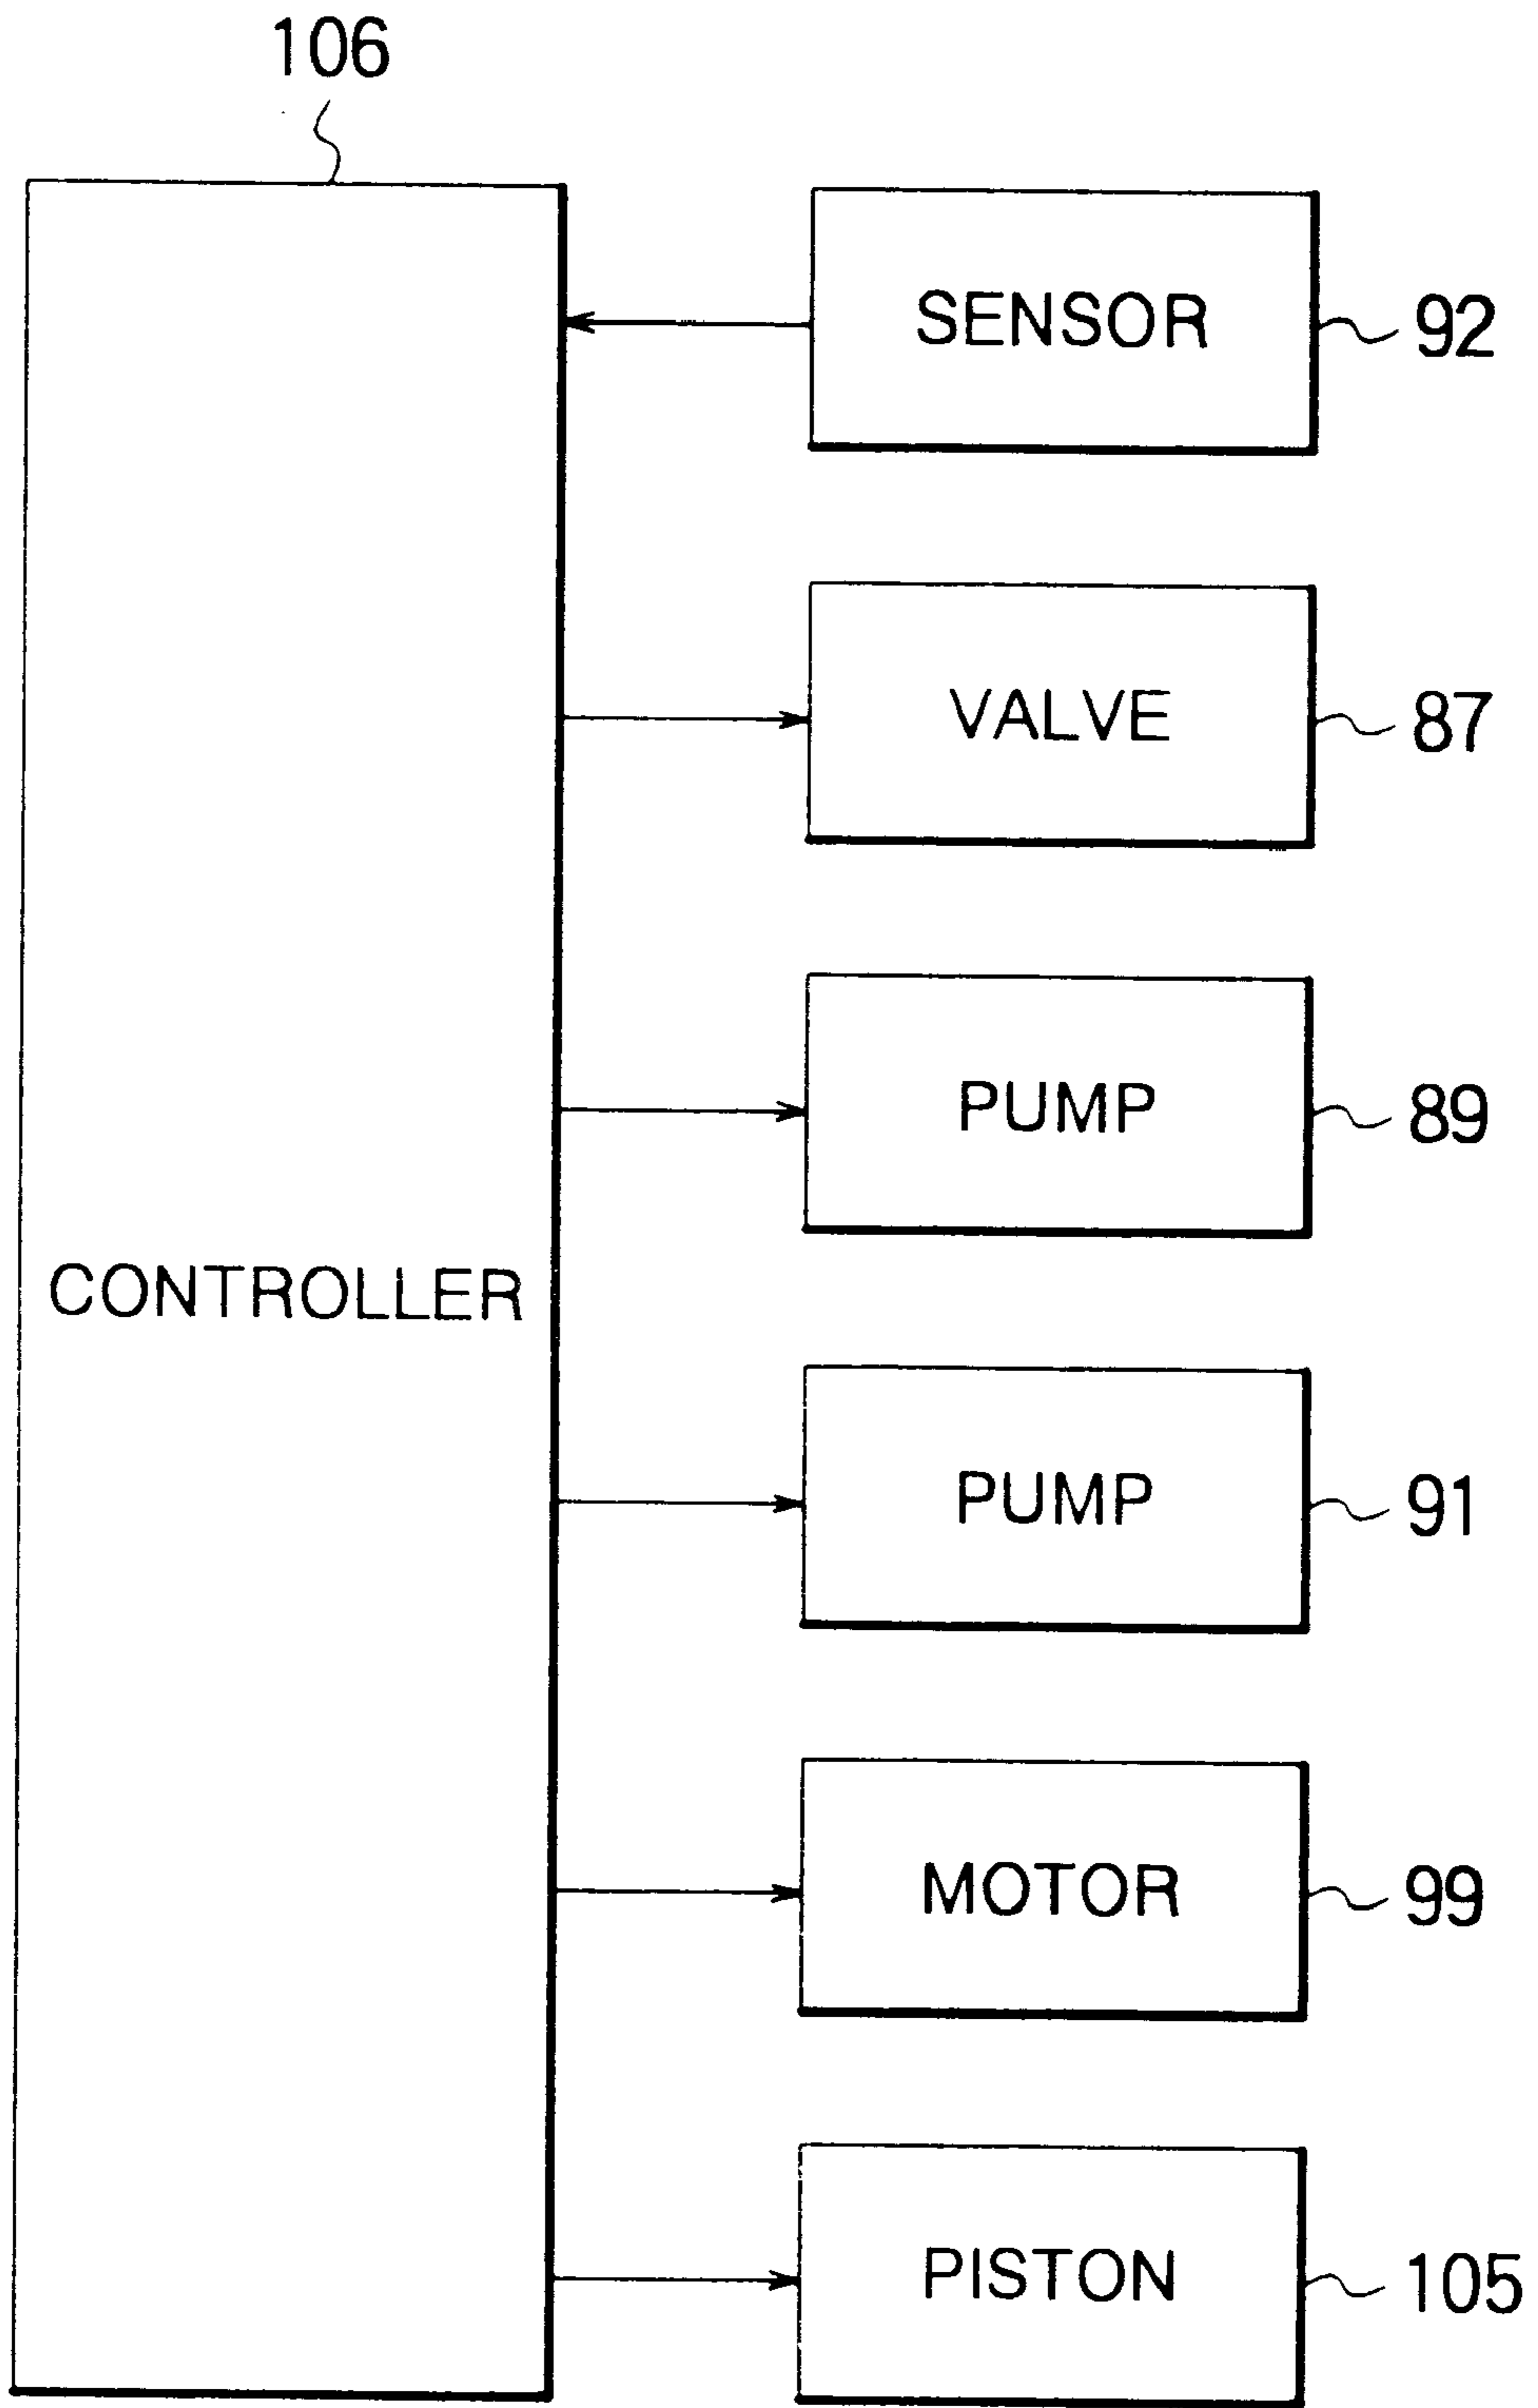 106
SENSOR
92
VALVE
87
PUMP
89
CONTROLLER
PUMP
91
MOTOR
99
PISTON
105